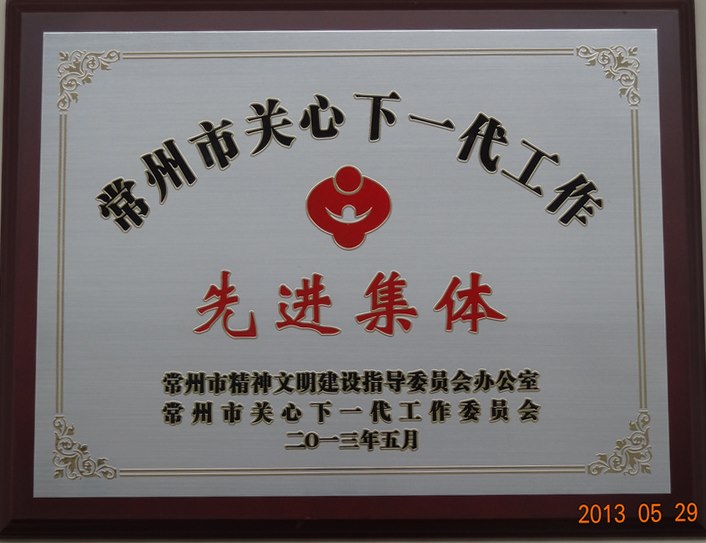 常州市关心下一代工作
先进集体
常州市精神文明建设指导委员会办公室
常州市关心下一代工作委员会
二〇一三年五月
2013 05 29